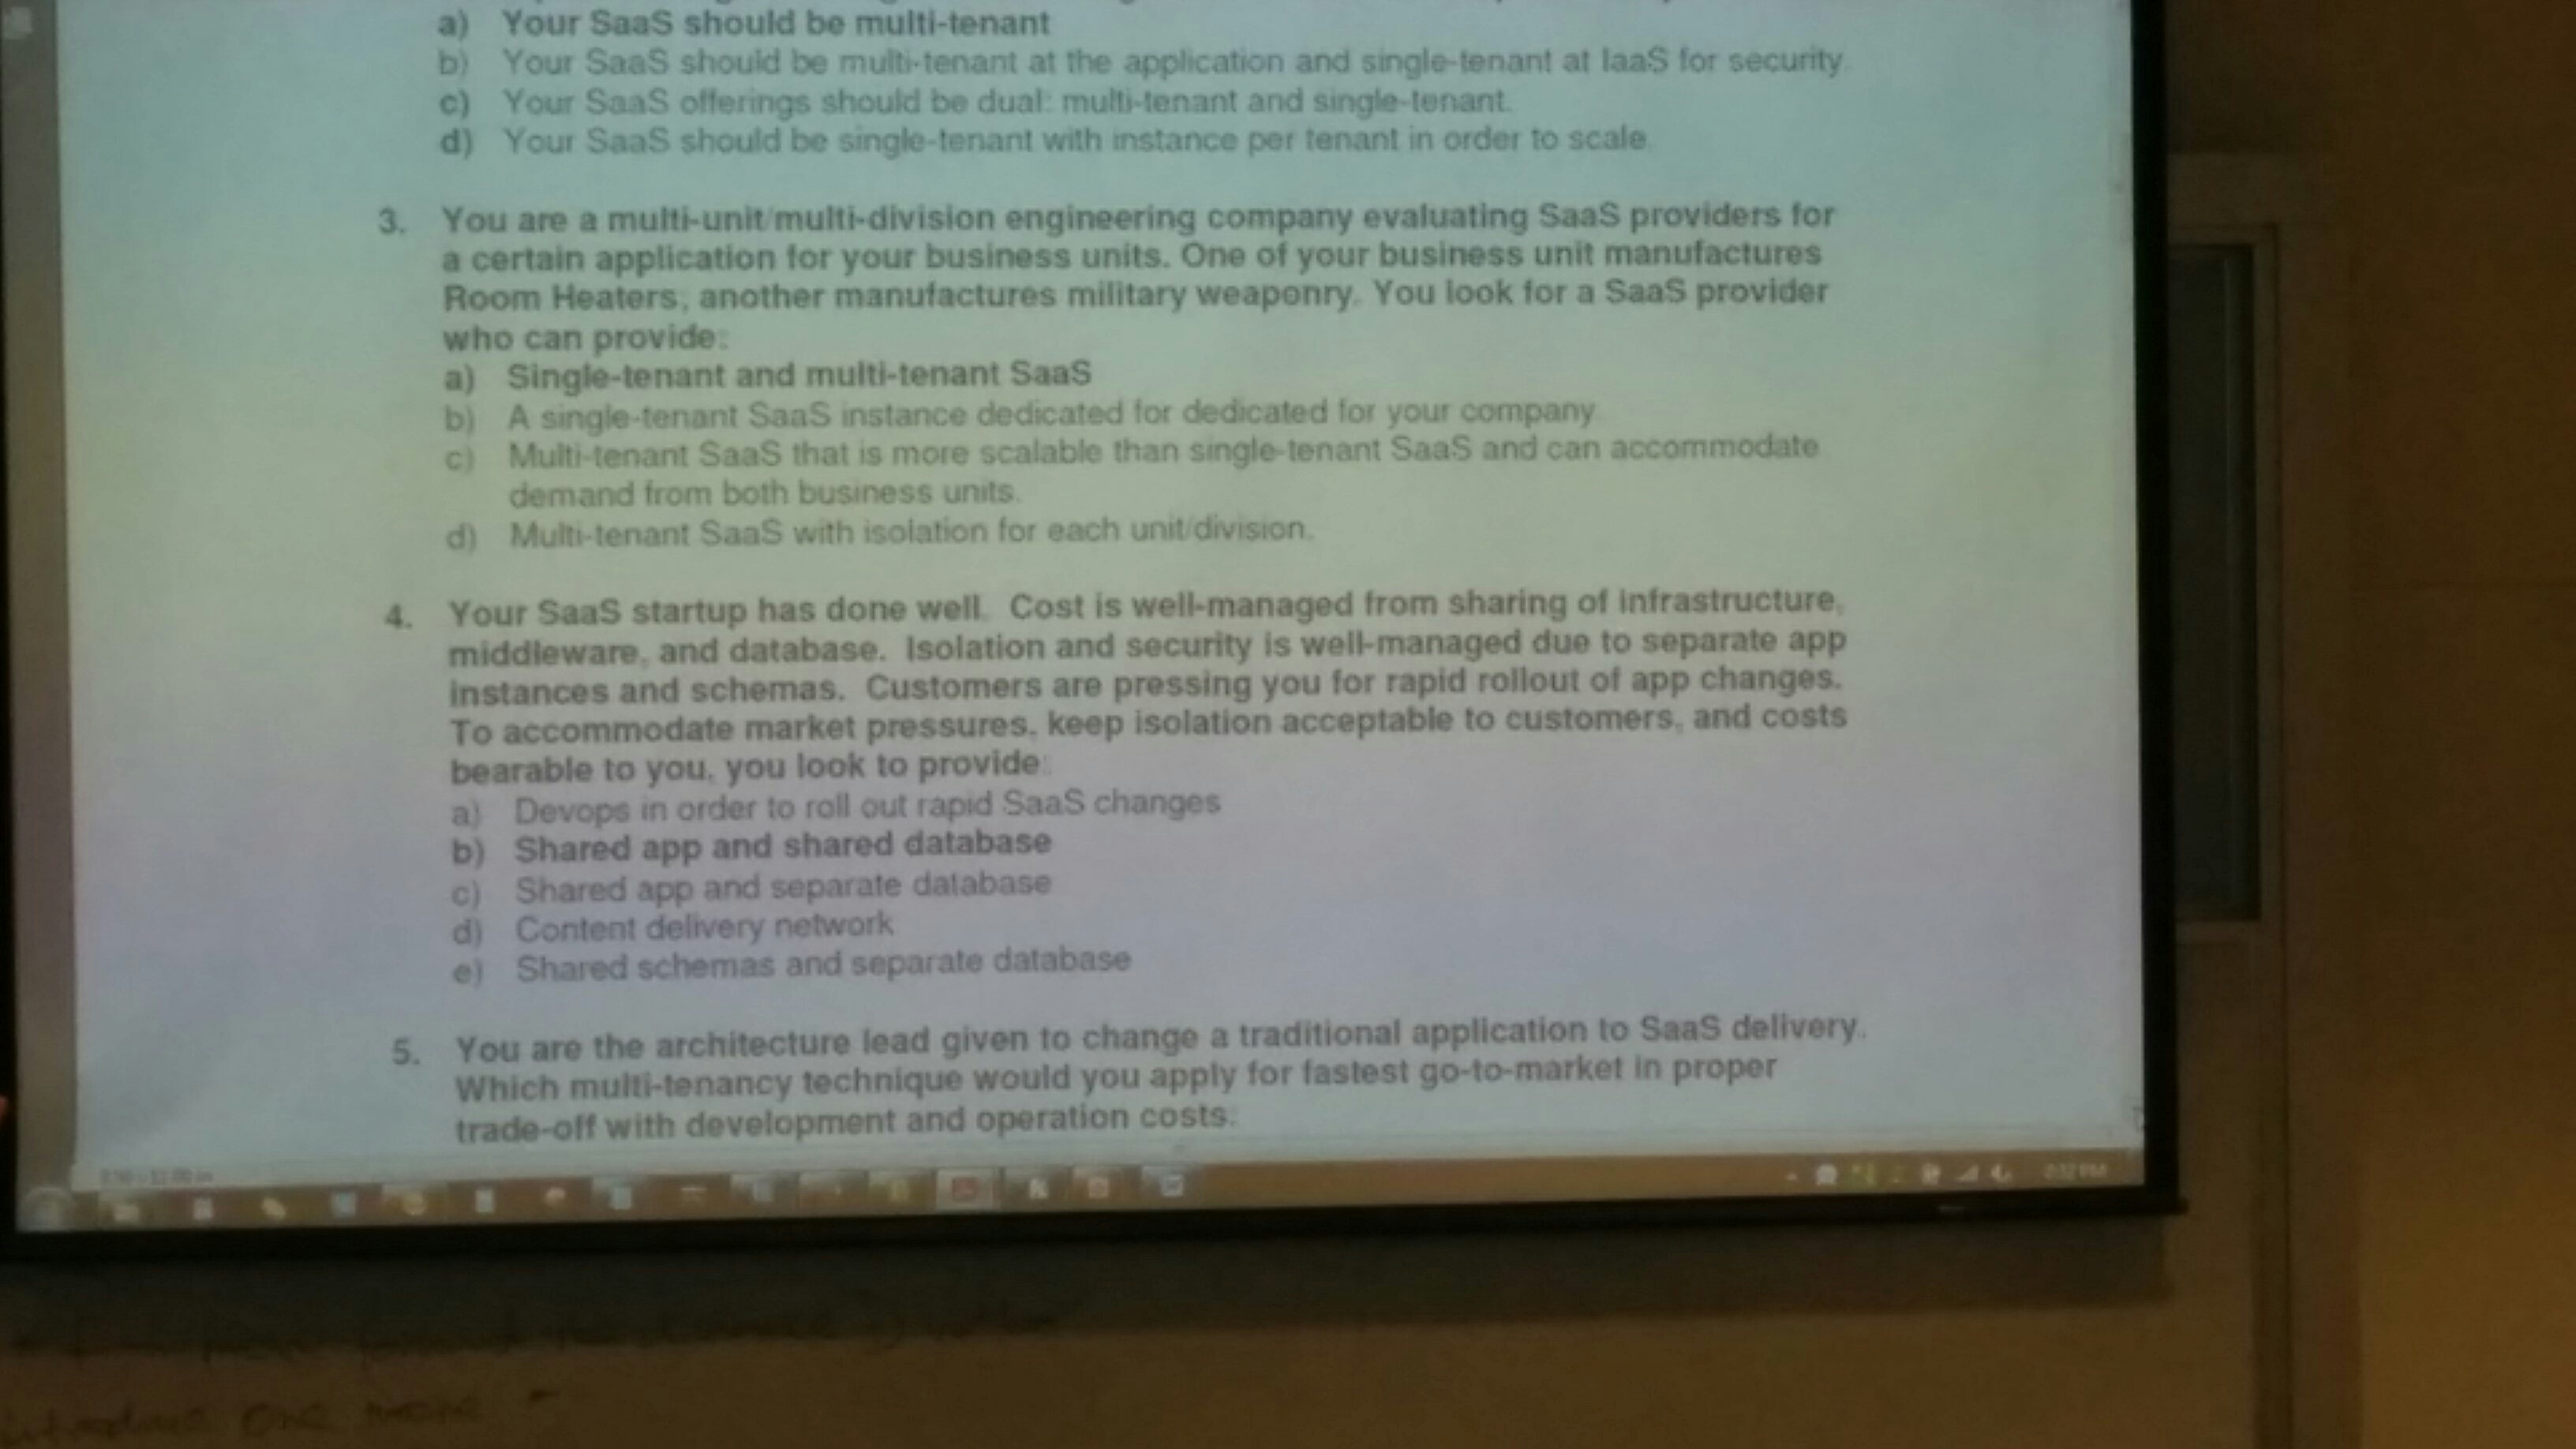 a) Your SaaS should be multi-tenant
b) Your SaaS should be multi-tenant at the application and single-tenant at IaaS for security
c) Your SaaS offerings should be dual: multi-tenant and single-tenant.
d) Your SaaS should be single-tenant with instance per tenant in order to scale.
3. You are a multi-unit/multi-division engineering company evaluating SaaS providers for
a certain application for your business units. One of your business unit manufactures
Room Heaters, another manufactures military weaponry. You look for a SaaS provider
who can provide:
a) Single-tenant and multi-tenant SaaS
b) A single-tenant SaaS instance dedicated for dedicated for your company
c) Multi-tenant SaaS that is more scalable than single-tenant SaaS and can accommodate
demand from both business units.
d) Multi-tenant SaaS with isolation for each unit/division.
4. Your SaaS startup has done well. Cost is well-managed from sharing of infrastructure,
middleware, and database. Isolation and security is well-managed due to separate app
instances and schemas. Customers are pressing you for rapid rollout of app changes.
To accommodate market pressures, keep isolation acceptable to customers, and costs
bearable to you, you look to provide:
a) Devops in order to roll out rapid SaaS changes
b) Shared app and shared database
c) Shared app and separate database
d) Content delivery network
e) Shared schemas and separate database
5. You are the architecture lead given to change a traditional application to SaaS delivery.
Which multi-tenancy technique would you apply for fastest go-to-market in proper
trade-off with development and operation costs:
introduce one more -